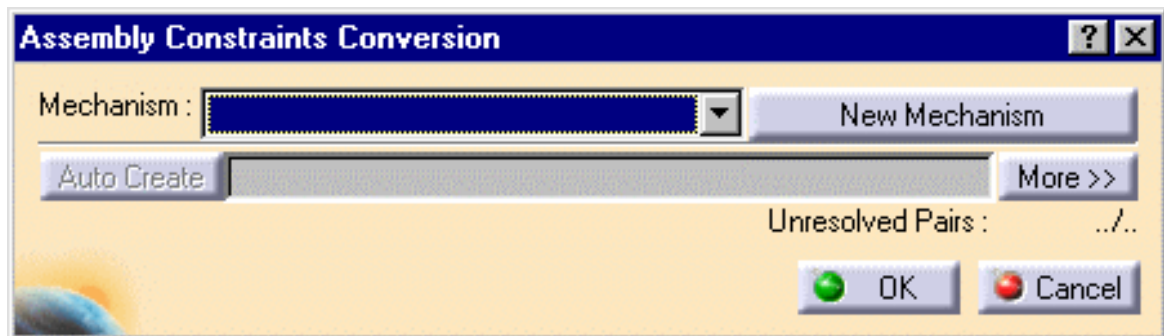 Assembly Constraints Conversion ? X
Mechanism : New Mechanism
Auto Create More >>
Unresolved Pairs : ../..
OK Cancel